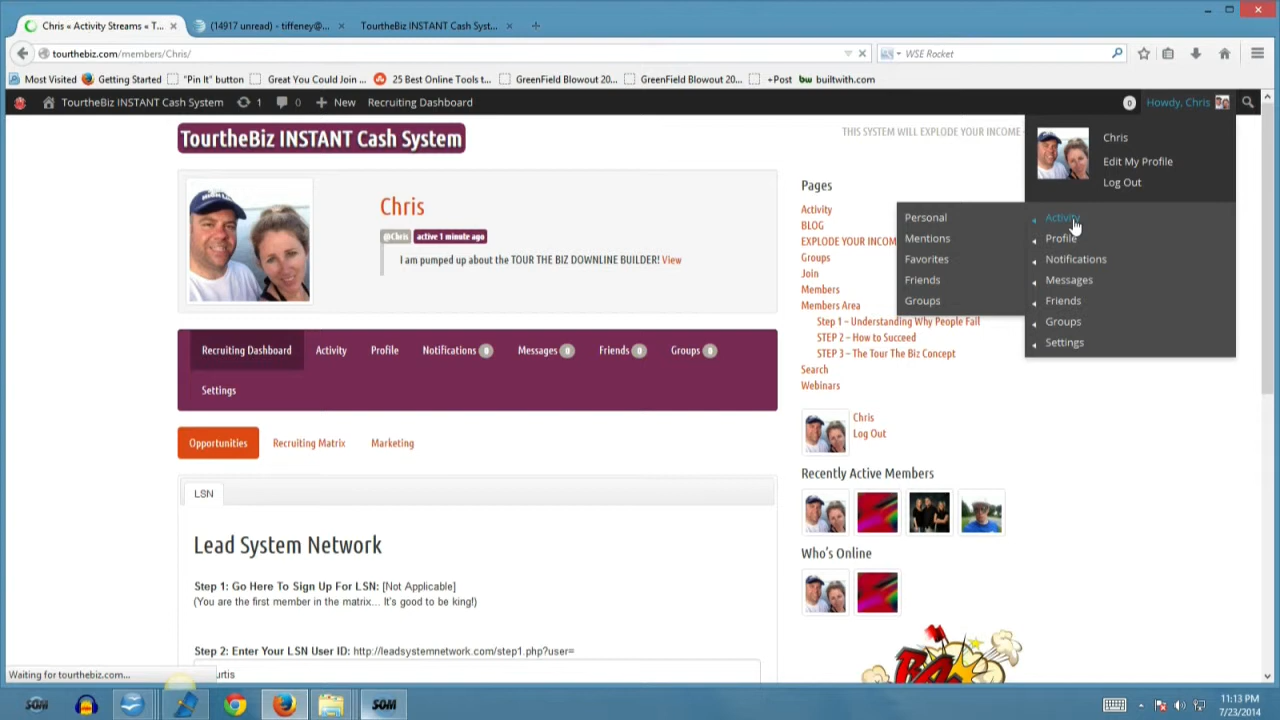 Chris « Activity Streams « T...
(14917 unread) - tiffeney@...
TourtheBiz INSTANT Cash Syst...
tourthebiz.com/members/Chris/
WSE Rocket
Most Visited
Getting Started
"Pin It" button
Great You Could Join ...
25 Best Online Tools t...
GreenField Blowout 20...
GreenField Blowout 20...
+Post
bw builtwith.com
TourtheBiz INSTANT Cash System
1
0
New
Recruiting Dashboard
0
Howdy, Chris
TourtheBiz INSTANT Cash System
THIS SYSTEM WILL EXPLODE YOUR INCOME
Chris
Edit My Profile
Log Out
Activity
Profile
Notifications
Messages
Friends
Groups
Settings
Personal
Mentions
Favorites
Friends
Groups
Chris
@Chris active 1 minute ago
I am pumped up about the TOUR THE BIZ DOWNLINE BUILDER! View
Recruiting Dashboard
Activity
Profile
Notifications 0
Messages 0
Friends 0
Groups 0
Settings
Opportunities
Recruiting Matrix
Marketing
LSN
Lead System Network
Step 1: Go Here To Sign Up For LSN: [Not Applicable]
(You are the first member in the matrix... It's good to be king!)
Step 2: Enter Your LSN User ID: http://leadsystemnetwork.com/step1.php?user=
Pages
Activity
BLOG
EXPLODE YOUR INCOM
Groups
Join
Members
Members Area
Step 1 – Understanding Why People Fail
STEP 2 – How to Succeed
STEP 3 – The Tour The Biz Concept
Search
Webinars
Chris
Log Out
Recently Active Members
Who's Online
Waiting for tourthebiz.com...
urtis
SOM
SOM
11:13 PM
7/23/2014